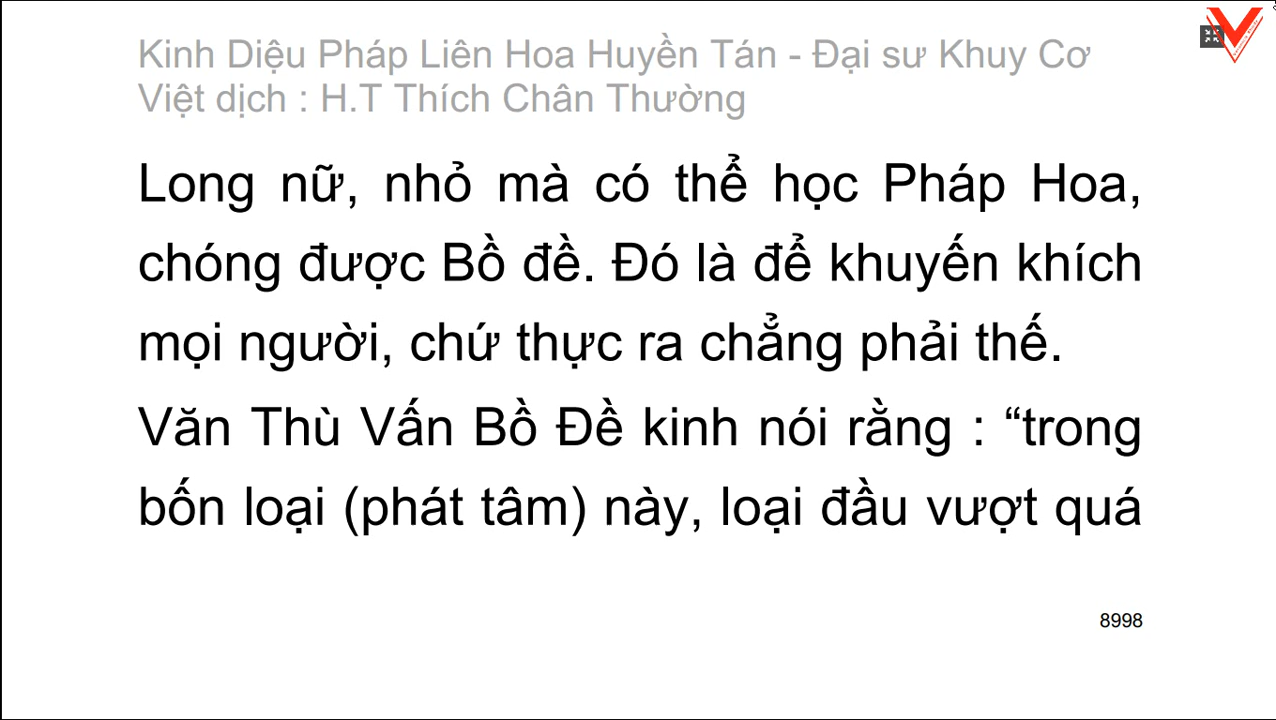 Kinh Diệu Pháp Liên Hoa Huyền Tán - Đại sư Khuy Cơ
Việt dịch : H.T Thích Chân Thường
Long nữ, nhỏ mà có thể học Pháp Hoa,
chóng được Bồ đề. Đó là để khuyến khích
mọi người, chứ thực ra chẳng phải thế.
Văn Thù Vấn Bồ Đề kinh nói rằng : “trong
bốn loại (phát tâm) này, loại đầu vượt quá
8998